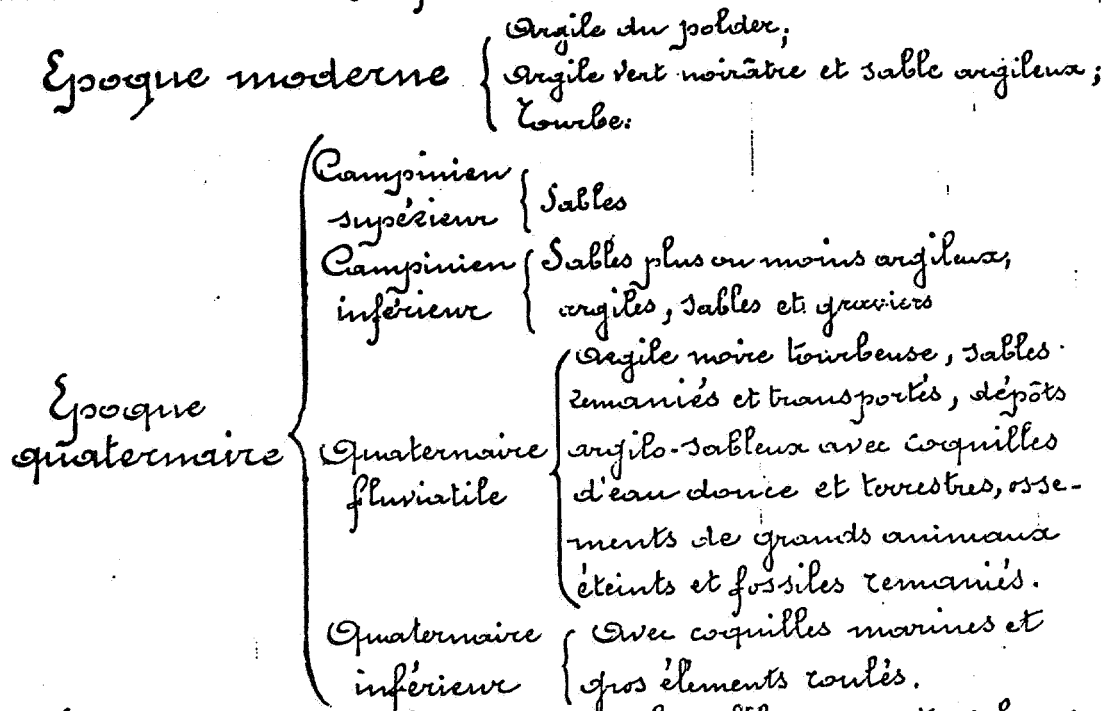 Argile du polder;
Epoque moderne Argile vert noirâtre et sable argileux;
Tourbe.
Campinien
supérieur
Sables
Campinien
inférieur
Sables plus ou moins argileux,
argiles, sables et graviers
Epoque
quaternaire
Quaternaire
fluviatile
Argile noire tourbeuse, sables
remaniés et transportés, dépôts
argilo-sableux avec coquilles
d'eau douce et terrestres, osse-
ments de grands animaux
éteints et fossiles remaniés.
Quaternaire
inférieur
Avec coquilles marines et
gros éléments roulés.